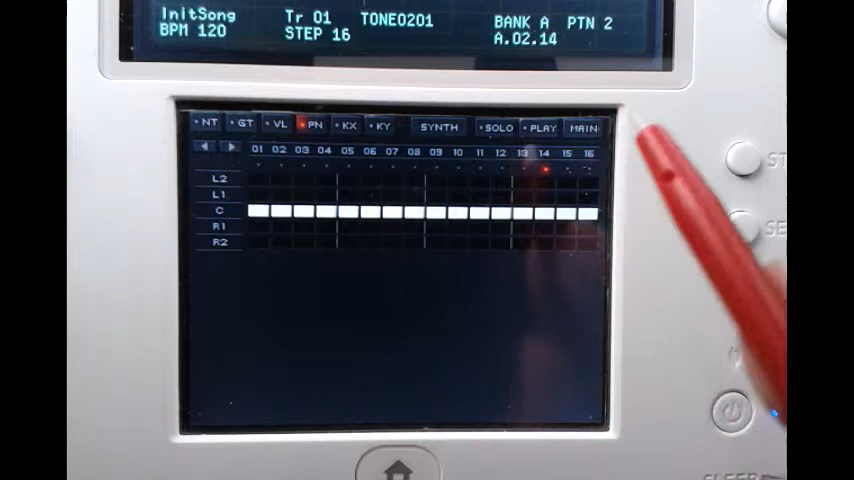 InitSong Tr 01 TONE0201 BANK A PTN 2
BPM 120 STEP 16 A.02.14
NT GT VL PN KX KY SYNTH SOLO PLAY MAIN
01 02 03 04 05 06 07 08 09 10 11 12 13 14 15 16
L2
L1
C
R1
R2
ST
SE